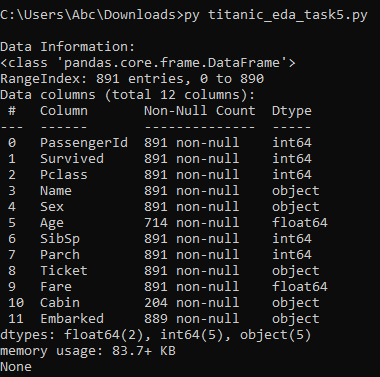 C:\Users\Abc\Downloads>py titanic_eda_task5.py
Data Information:
<class 'pandas.core.frame.DataFrame'>
RangeIndex: 891 entries, 0 to 890
Data columns (total 12 columns):
 #   Column       Non-Null Count  Dtype
---  ------       --------------  -----
 0   PassengerId  891 non-null    int64
 1   Survived     891 non-null    int64
 2   Pclass       891 non-null    int64
 3   Name         891 non-null    object
 4   Sex          891 non-null    object
 5   Age          714 non-null    float64
 6   SibSp        891 non-null    int64
 7   Parch        891 non-null    int64
 8   Ticket       891 non-null    object
 9   Fare         891 non-null    float64
 10  Cabin        204 non-null    object
 11  Embarked     889 non-null    object
dtypes: float64(2), int64(5), object(5)
memory usage: 83.7+ KB
None